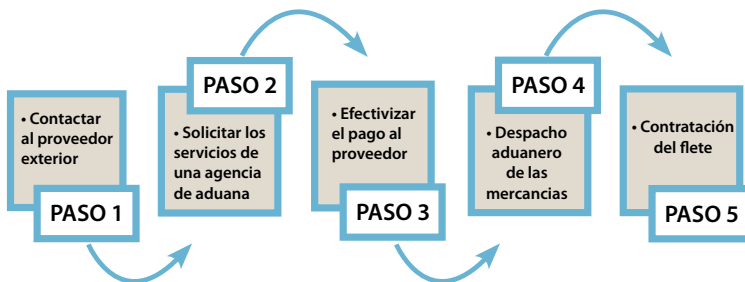 • Contactar
al proveedor
exterior
PASO 1
PASO 2
• Solicitar los
servicios de
una agencia
de aduana
• Efectivizar
el pago al
proveedor
PASO 3
PASO 4
• Despacho
aduanero
de las
mercancias
• Contratación
del flete
PASO 5